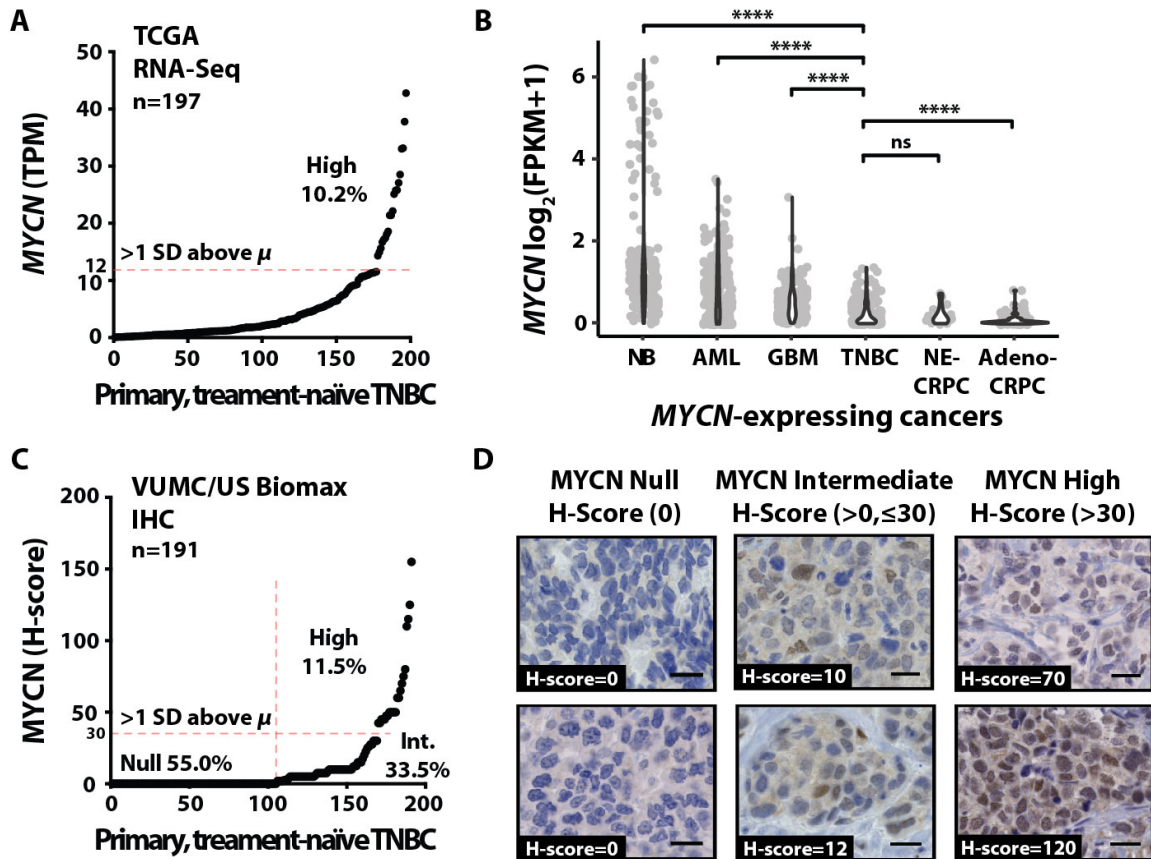 A
TCGA
RNA-Seq
n=197
MYCN (TPM)
50
40
30
20
12
10
0
High
10.2%
>1 SD above μ
0
50
100
150
200
Primary, treament-naïve TNBC
B
****
****
****
****
ns
MYCN log2(FPKM+1)
6
4
2
0
NB
AML
GBM
TNBC
NE-
CRPC
Adeno-
CRPC
MYCN-expressing cancers
C
VUMC/US Biomax
IHC
n=191
MYCN (H-score)
200
150
100
50
30
0
High
11.5%
>1 SD above μ
Null 55.0%
Int.
33.5%
0
50
100
150
200
Primary, treament-naïve TNBC
D
MYCN Null
H-Score (0)
MYCN Intermediate
H-Score (>0,≤30)
MYCN High
H-Score (>30)
H-score=0
H-score=10
H-score=70
H-score=0
H-score=12
H-score=120